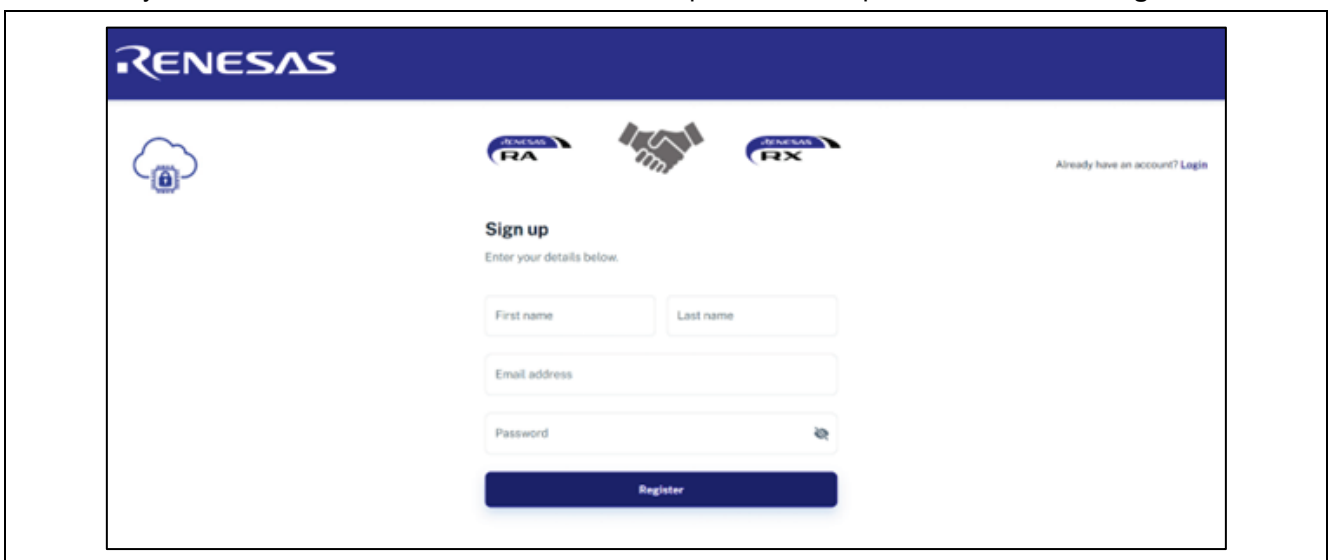 RENESAS
RENESAS
RA
RENESAS
RX
Already have an account? Login
Sign up
Enter your details below.
First name
Last name
Email address
Password
Register